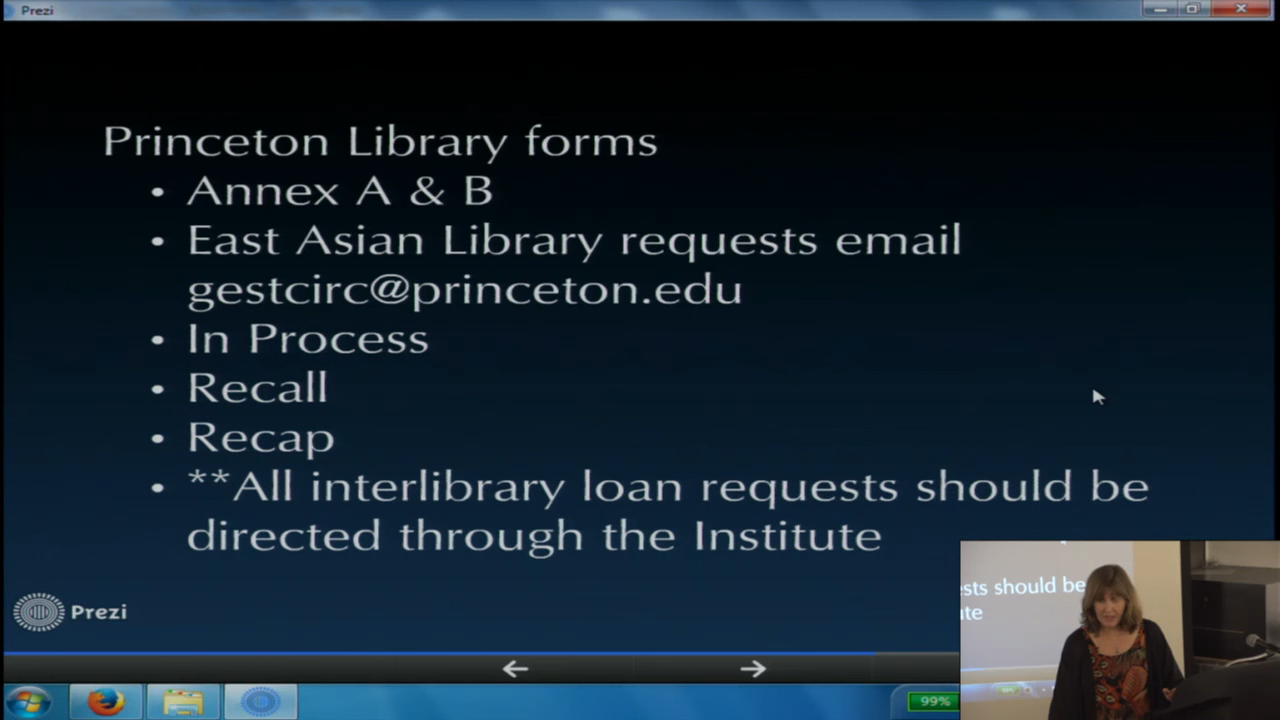 Prezi
Princeton Library forms
• Annex A & B
• East Asian Library requests email
gestcirc@princeton.edu
• In Process
• Recall
• Recap
• **All interlibrary loan requests should be
directed through the Institute
Prezi
99%
sts should be
te